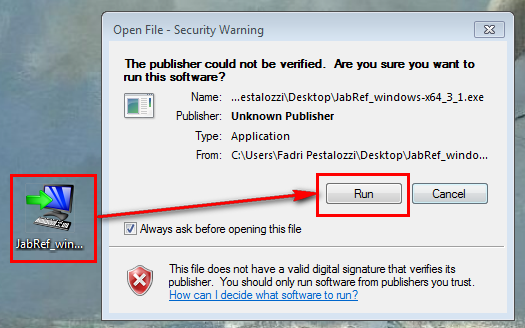 Open File - Security Warning
The publisher could not be verified. Are you sure you want to
run this software?
Name: ...estalozzi\Desktop\JabRef_windows-x64_3_1.exe
Publisher: Unknown Publisher
Type: Application
From: C:\Users\Fadri Pestalozzi\Desktop\JabRef_windo...
Run Cancel
JabRef_win...
Always ask before opening this file
This file does not have a valid digital signature that verifies its
publisher. You should only run software from publishers you trust.
How can I decide what software to run?